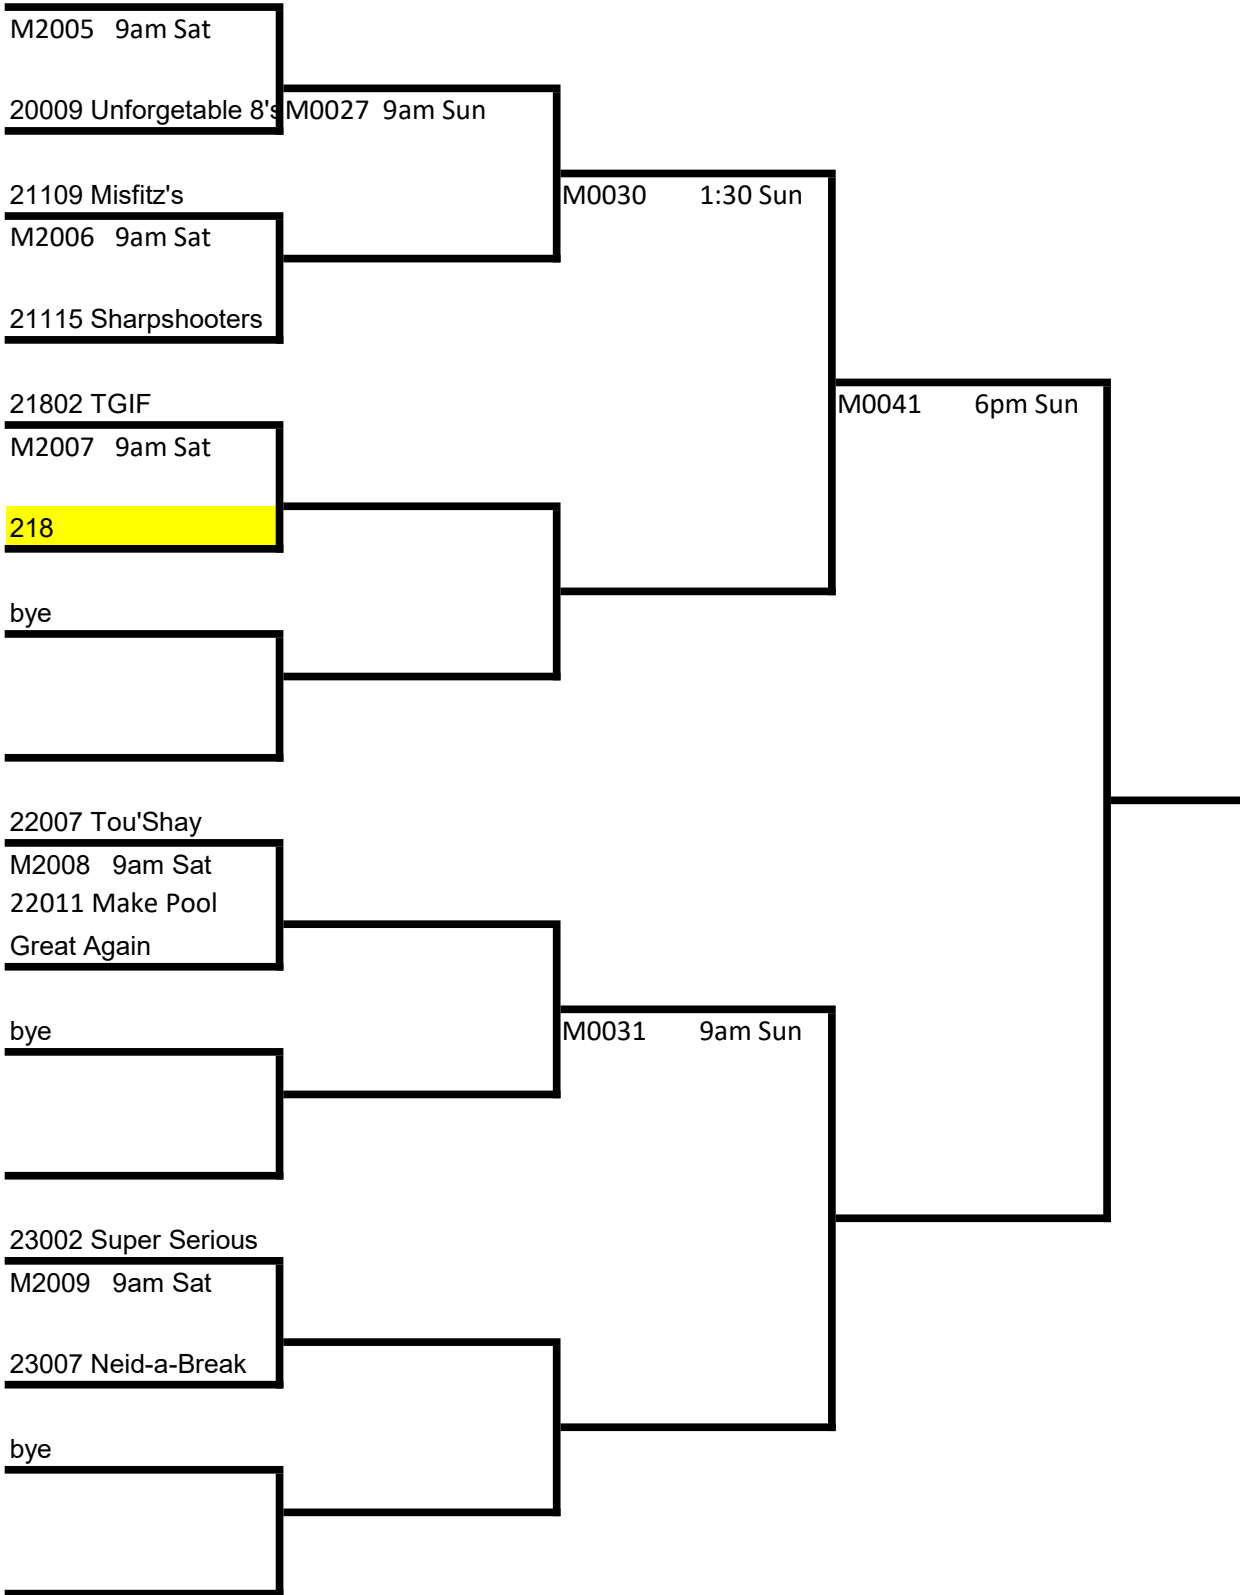 M2005 9am Sat
20009 Unforgetable 8's
M0027 9am Sun
21109 Misfitz's
M0030 1:30 Sun
M2006 9am Sat
21115 Sharpshooters
21802 TGIF
M0041 6pm Sun
M2007 9am Sat
218
bye
22007 Tou'Shay
M2008 9am Sat
22011 Make Pool
Great Again
bye
M0031 9am Sun
23002 Super Serious
M2009 9am Sat
23007 Neid-a-Break
bye